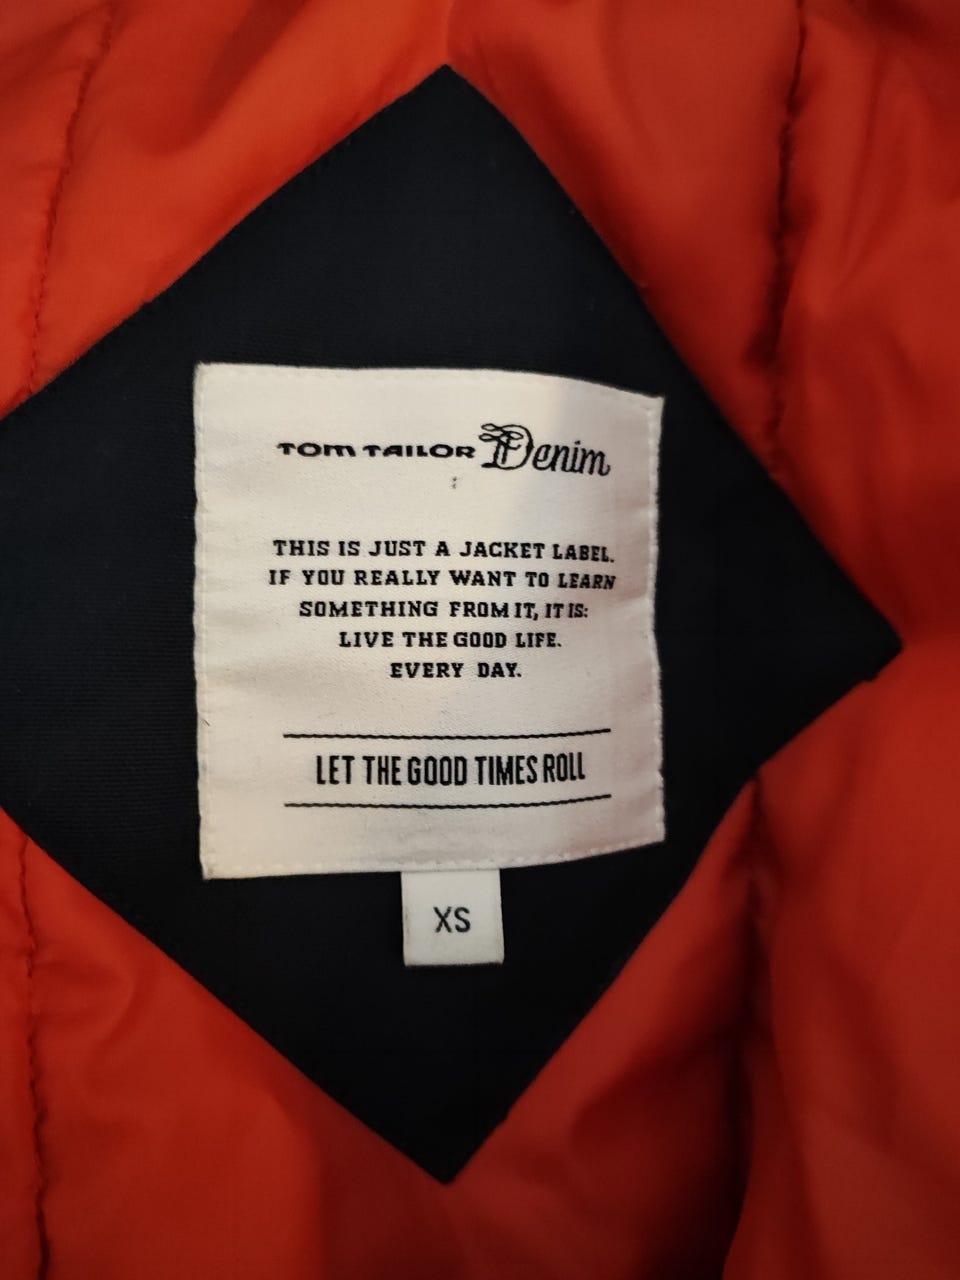 TOM TAILOR Denim
THIS IS JUST A JACKET LABEL.
IF YOU REALLY WANT TO LEARN
SOMETHING FROM IT, IT IS:
LIVE THE GOOD LIFE.
EVERY DAY.
LET THE GOOD TIMES ROLL
XS